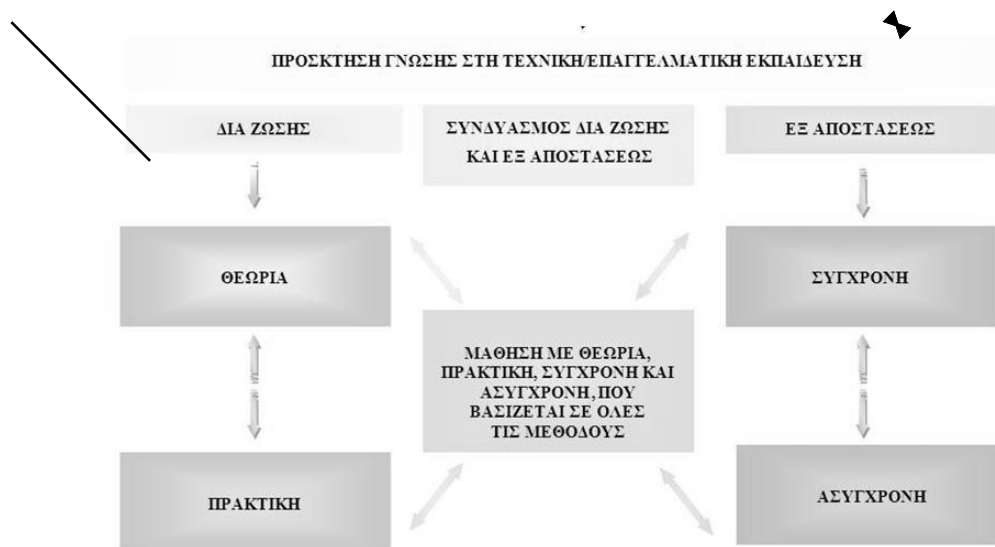 ΠΡΟΣΚΤΗΣΗ ΓΝΩΣΗΣ ΣΤΗ ΤΕΧΝΙΚΗ/ΕΠΑΓΓΕΛΜΑΤΙΚΗ ΕΚΠΑΙΔΕΥΣΗ
ΔΙΑ ΖΩΣΗΣ
ΣΥΝΔΥΑΣΜΟΣ ΔΙΑ ΖΩΣΗΣ
ΚΑΙ ΕΞ ΑΠΟΣΤΑΣΕΩΣ
ΕΞ ΑΠΟΣΤΑΣΕΩΣ
ΘΕΩΡΙΑ
ΣΥΓΧΡΟΝΗ
ΜΑΘΗΣΗ ΜΕ ΘΕΩΡΙΑ,
ΠΡΑΚΤΙΚΗ, ΣΥΓΧΡΟΝΗ ΚΑΙ
ΑΣΥΓΧΡΟΝΗ, ΠΟΥ
ΒΑΣΙΖΕΤΑΙ ΣΕ ΟΛΕΣ
ΤΙΣ ΜΕΘΟΔΟΥΣ
ΠΡΑΚΤΙΚΗ
ΑΣΥΓΧΡΟΝΗ